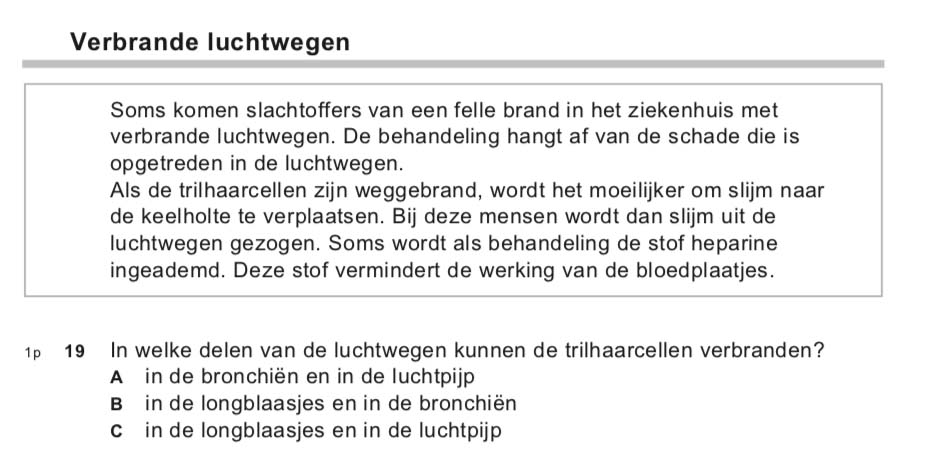 Verbrande luchtwegen
Soms komen slachtoffers van een felle brand in het ziekenhuis met
verbrande luchtwegen. De behandeling hangt af van de schade die is
opgetreden in de luchtwegen.
Als de trilhaarcellen zijn weggebrand, wordt het moeilijker om slijm naar
de keelholte te verplaatsen. Bij deze mensen wordt dan slijm uit de
luchtwegen gezogen. Soms wordt als behandeling de stof heparine
ingeademd. Deze stof vermindert de werking van de bloedplaatjes.
1p 19 In welke delen van de luchtwegen kunnen de trilhaarcellen verbranden?
A in de bronchiën en in de luchtpijp
B in de longblaasjes en in de bronchiën
C in de longblaasjes en in de luchtpijp